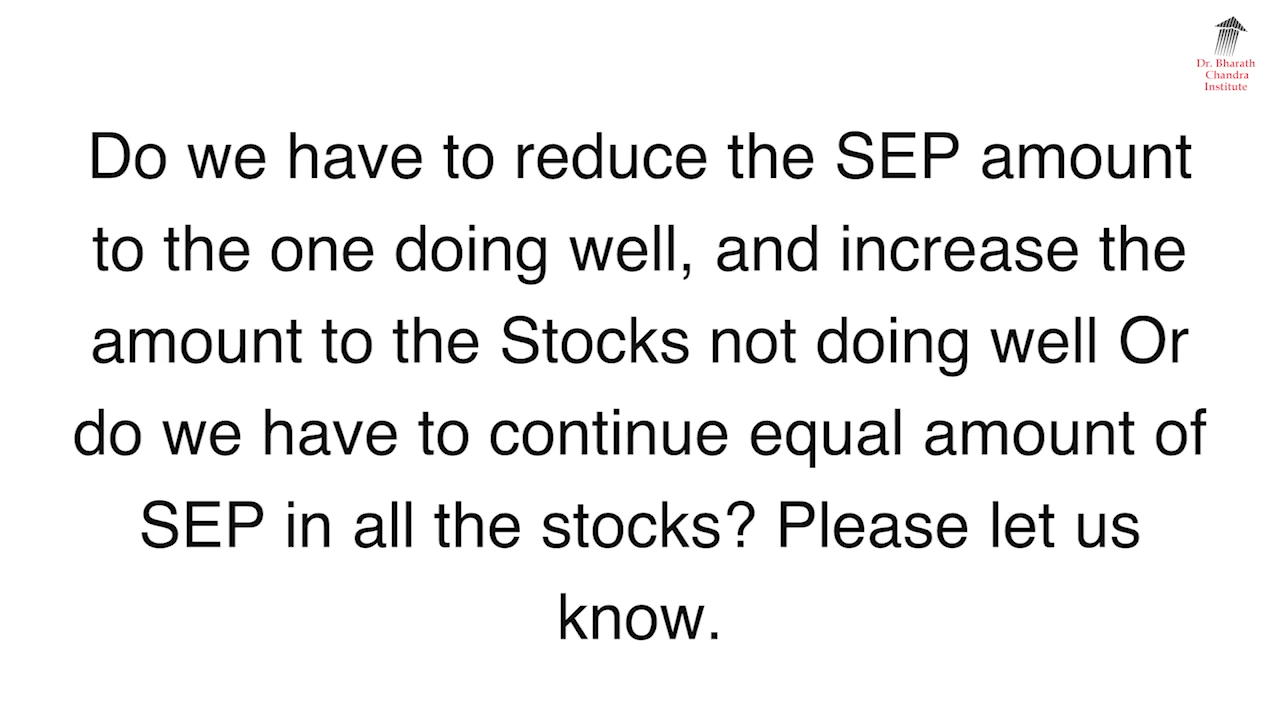 Dr. Bharath
Chandra
Institute
Do we have to reduce the SEP amount
to the one doing well, and increase the
amount to the Stocks not doing well Or
do we have to continue equal amount of
SEP in all the stocks? Please let us
know.